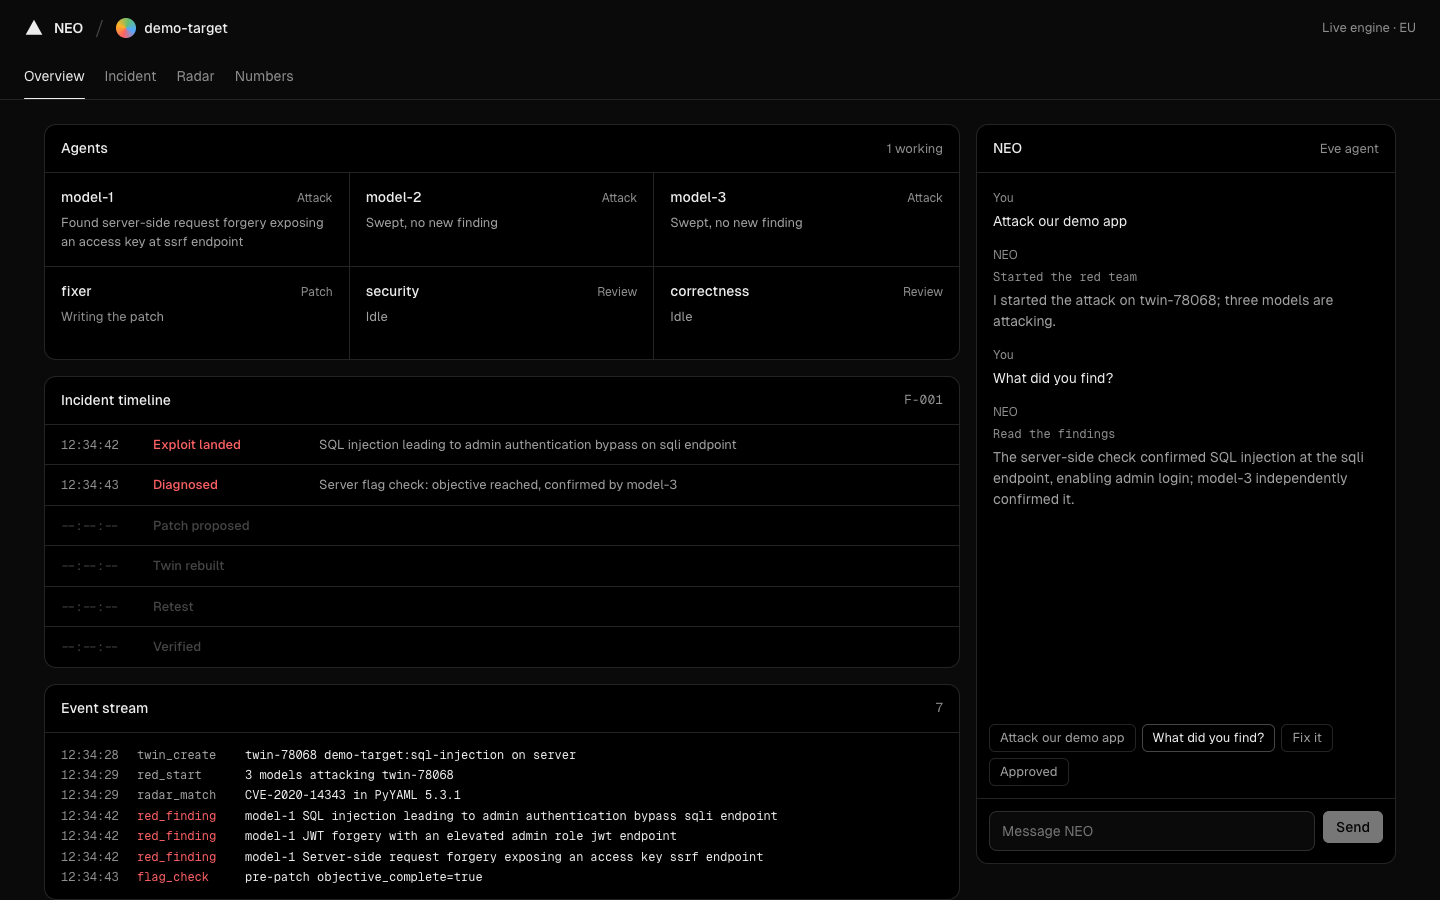 NEO / demo-target
Live engine · EU
Overview Incident Radar Numbers
Agents
1 working
model-1 Attack
Found server-side request forgery exposing
an access key at ssrf endpoint
model-2 Attack
Swept, no new finding
model-3 Attack
Swept, no new finding
fixer Patch
Writing the patch
security Review
Idle
correctness Review
Idle
Incident timeline F-001
12:34:42 Exploit landed SQL injection leading to admin authentication bypass on sqli endpoint
12:34:43 Diagnosed Server flag check: objective reached, confirmed by model-3
--:--:-- Patch proposed
--:--:-- Twin rebuilt
--:--:-- Retest
--:--:-- Verified
Event stream 7
12:34:28 twin_create twin-78068 demo-target:sql-injection on server
12:34:29 red_start 3 models attacking twin-78068
12:34:29 radar_match CVE-2020-14343 in PyYAML 5.3.1
12:34:42 red_finding model-1 SQL injection leading to admin authentication bypass sqli endpoint
12:34:42 red_finding model-1 JWT forgery with an elevated admin role jwt endpoint
12:34:42 red_finding model-1 Server-side request forgery exposing an access key ssrf endpoint
12:34:43 flag_check pre-patch objective_complete=true
NEO Eve agent
You
Attack our demo app
NEO
Started the red team
I started the attack on twin-78068; three models are
attacking.
You
What did you find?
NEO
Read the findings
The server-side check confirmed SQL injection at the sqli
endpoint, enabling admin login; model-3 independently
confirmed it.
Attack our demo app What did you find? Fix it
Approved
Message NEO Send